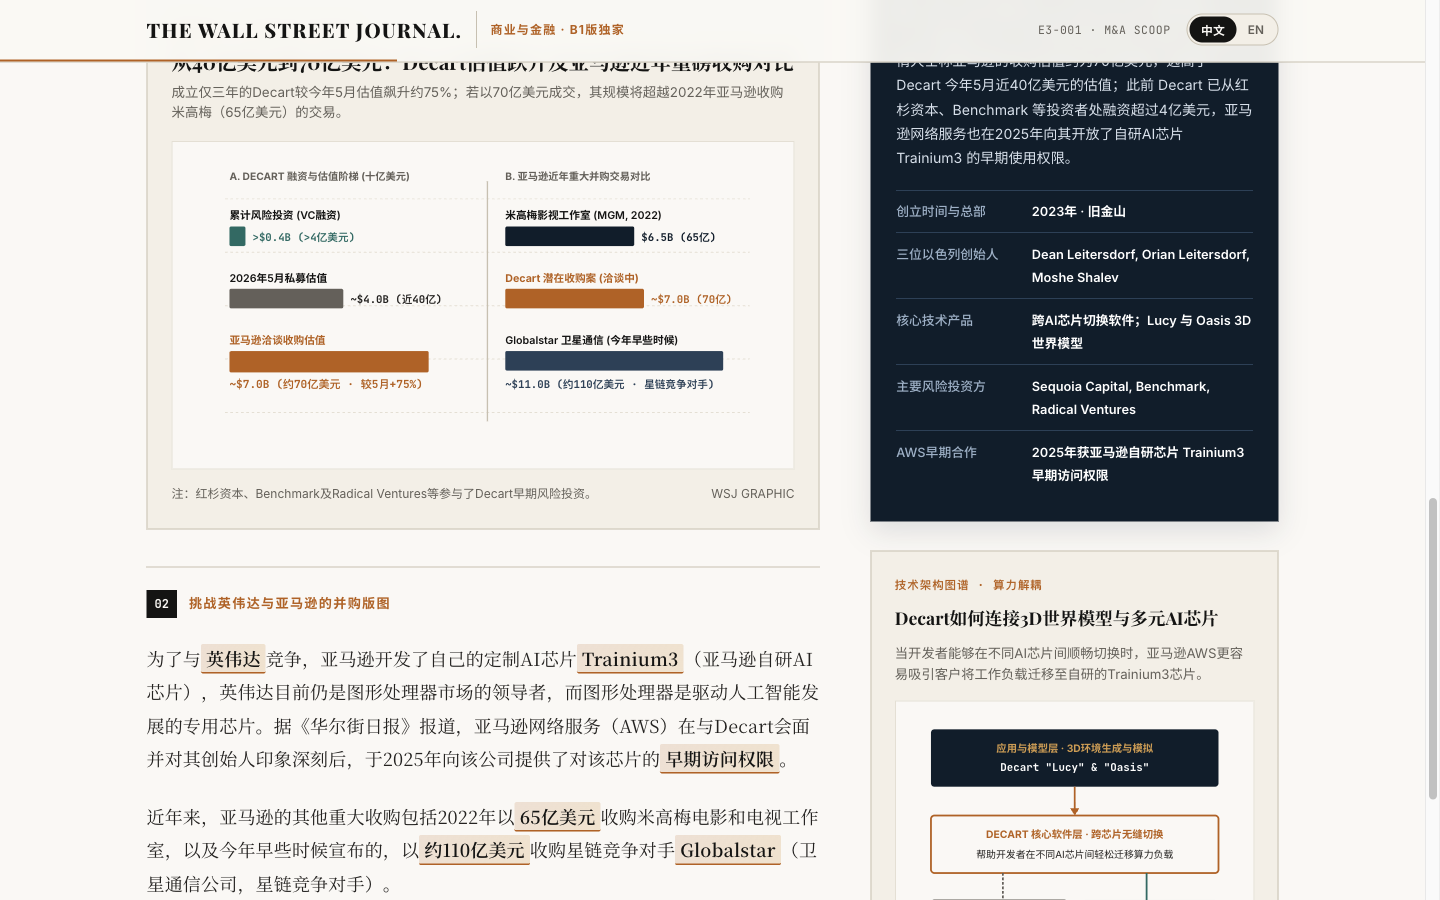 THE WALL STREET JOURNAL.
商业与金融 · B1版独家
E3-001 · M&A SCOOP
中文
EN
从40亿美元到70亿美元：Decart估值跃升及亚马逊近年重磅收购对比
成立仅三年的Decart较今年5月估值飙升约75%；若以70亿美元成交，其规模将超越2022年亚马逊收购
米高梅（65亿美元）的交易。
A. DECART 融资与估值阶梯 (十亿美元)
累计风险投资 (VC融资)
>$0.4B (>4亿美元)
2026年5月私募估值
~$4.0B (近40亿)
亚马逊洽谈收购估值
~$7.0B (约70亿美元 · 较5月+75%)
B. 亚马逊近年重大并购交易对比
米高梅影视工作室 (MGM, 2022)
$6.5B (65亿)
Decart 潜在收购案 (洽谈中)
~$7.0B (70亿)
Globalstar 卫星通信 (今年早些时候)
~$11.0B (约110亿美元 · 星链竞争对手)
注：红杉资本、Benchmark及Radical Ventures等参与了Decart早期风险投资。
WSJ GRAPHIC
02
挑战英伟达与亚马逊的并购版图
为了与英伟达竞争，亚马逊开发了自己的定制AI芯片Trainium3（亚马逊自研AI
芯片），英伟达目前仍是图形处理器市场的领导者，而图形处理器是驱动人工智能发
展的专用芯片。据《华尔街日报》报道，亚马逊网络服务（AWS）在与Decart会面
并对其创始人印象深刻后，于2025年向该公司提供了对该芯片的早期访问权限。
近年来，亚马逊的其他重大收购包括2022年以65亿美元收购米高梅电影和电视工作
室，以及今年早些时候宣布的，以约110亿美元收购星链竞争对手Globalstar（卫
星通信公司，星链竞争对手）。
Decart 今年5月近40亿美元的估值；此前 Decart 已从红
杉资本、Benchmark 等投资者处融资超过4亿美元，亚马
逊网络服务也在2025年向其开放了自研AI芯片
Trainium3 的早期使用权限。
创立时间与总部
2023年 · 旧金山
三位以色列创始人
Dean Leitersdorf, Orian Leitersdorf,
Moshe Shalev
核心技术产品
跨AI芯片切换软件；Lucy 与 Oasis 3D
世界模型
主要风险投资方
Sequoia Capital, Benchmark,
Radical Ventures
AWS早期合作
2025年获亚马逊自研芯片 Trainium3
早期访问权限
技术架构图谱 · 算力解耦
Decart如何连接3D世界模型与多元AI芯片
当开发者能够在不同AI芯片间顺畅切换时，亚马逊AWS更容
易吸引客户将工作负载迁移至自研的Trainium3芯片。
应用与模型层 · 3D环境生成与模拟
Decart "Lucy" & "Oasis"
DECART 核心软件层 · 跨芯片无缝切换
帮助开发者在不同AI芯片间轻松迁移算力负载